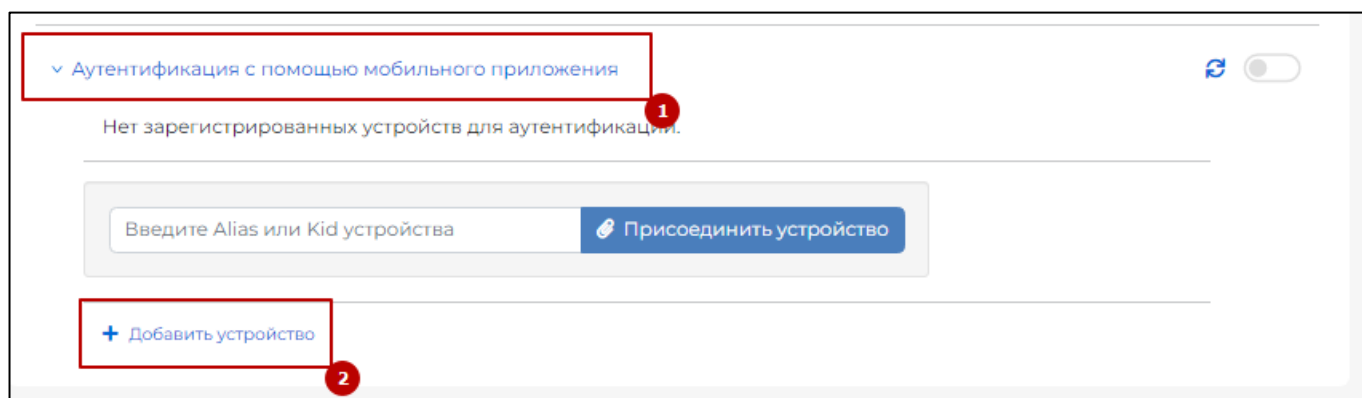 Аутентификация с помощью мобильного приложения
1
Нет зарегистрированных устройств для аутентификации.
Введите Alias или Kid устройства
Присоединить устройство
+ Добавить устройство
2